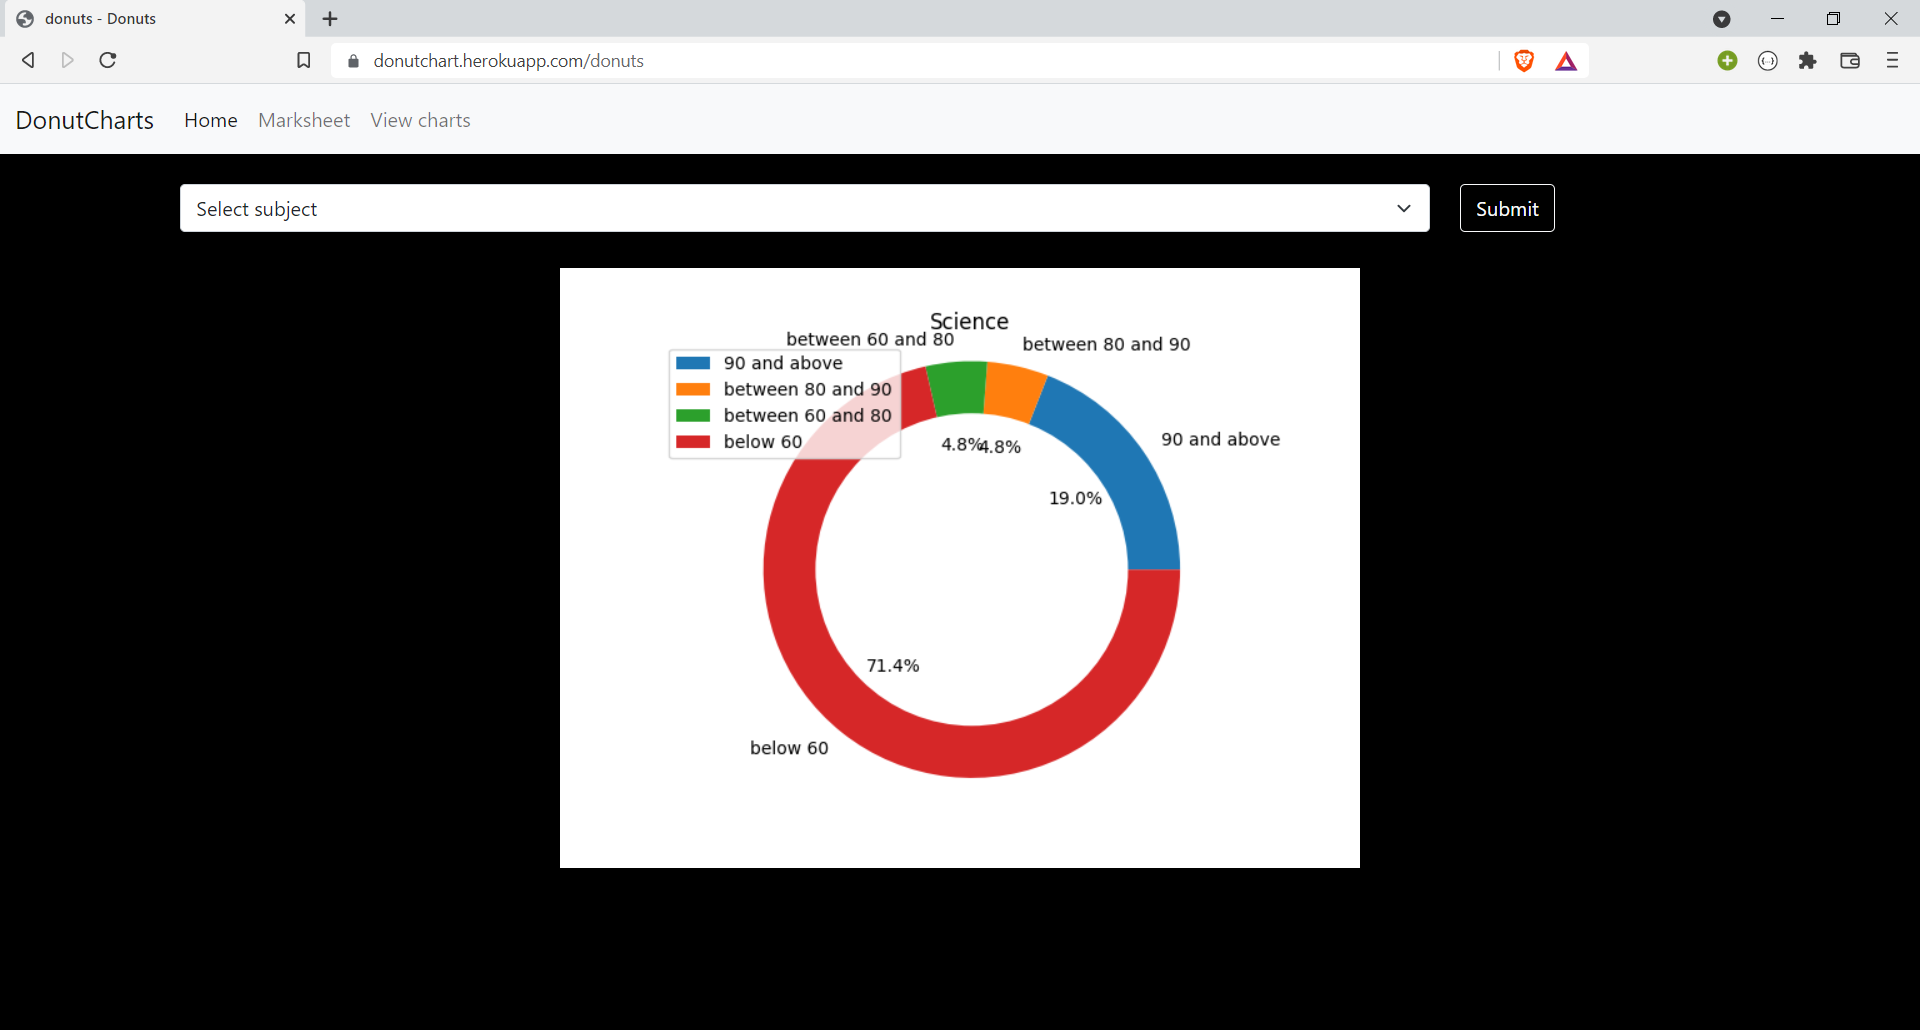 donuts - Donuts
donutchart.herokuapp.com/donuts
DonutCharts Home Marksheet View charts
Select subject
Submit
Science
between 60 and 80
between 80 and 90
90 and above
between 80 and 90
between 60 and 80
below 60
90 and above
4.8%
4.8%
19.0%
71.4%
below 60